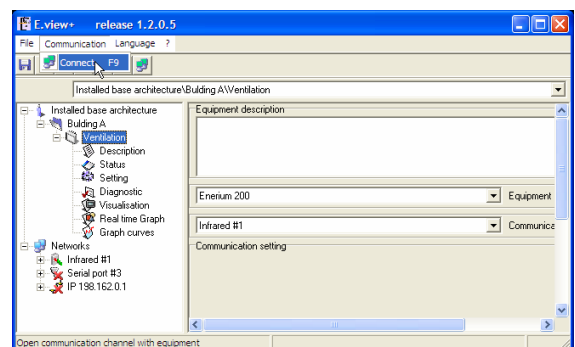 E.view+ release 1.2.0.5
File Communication Language ?
Connect F9
Installed base architecture\Bulding A\Ventilation
Installed base architecture
Bulding A
Ventilation
Description
Status
Setting
Diagnostic
Visualisation
Real time Graph
Graph curves
Networks
Infrared #1
Serial port #3
IP 198.162.0.1
Equipment description
Enerium 200 Equipment
Infrared #1 Communica
Communication setting
Open communication channel with equipment